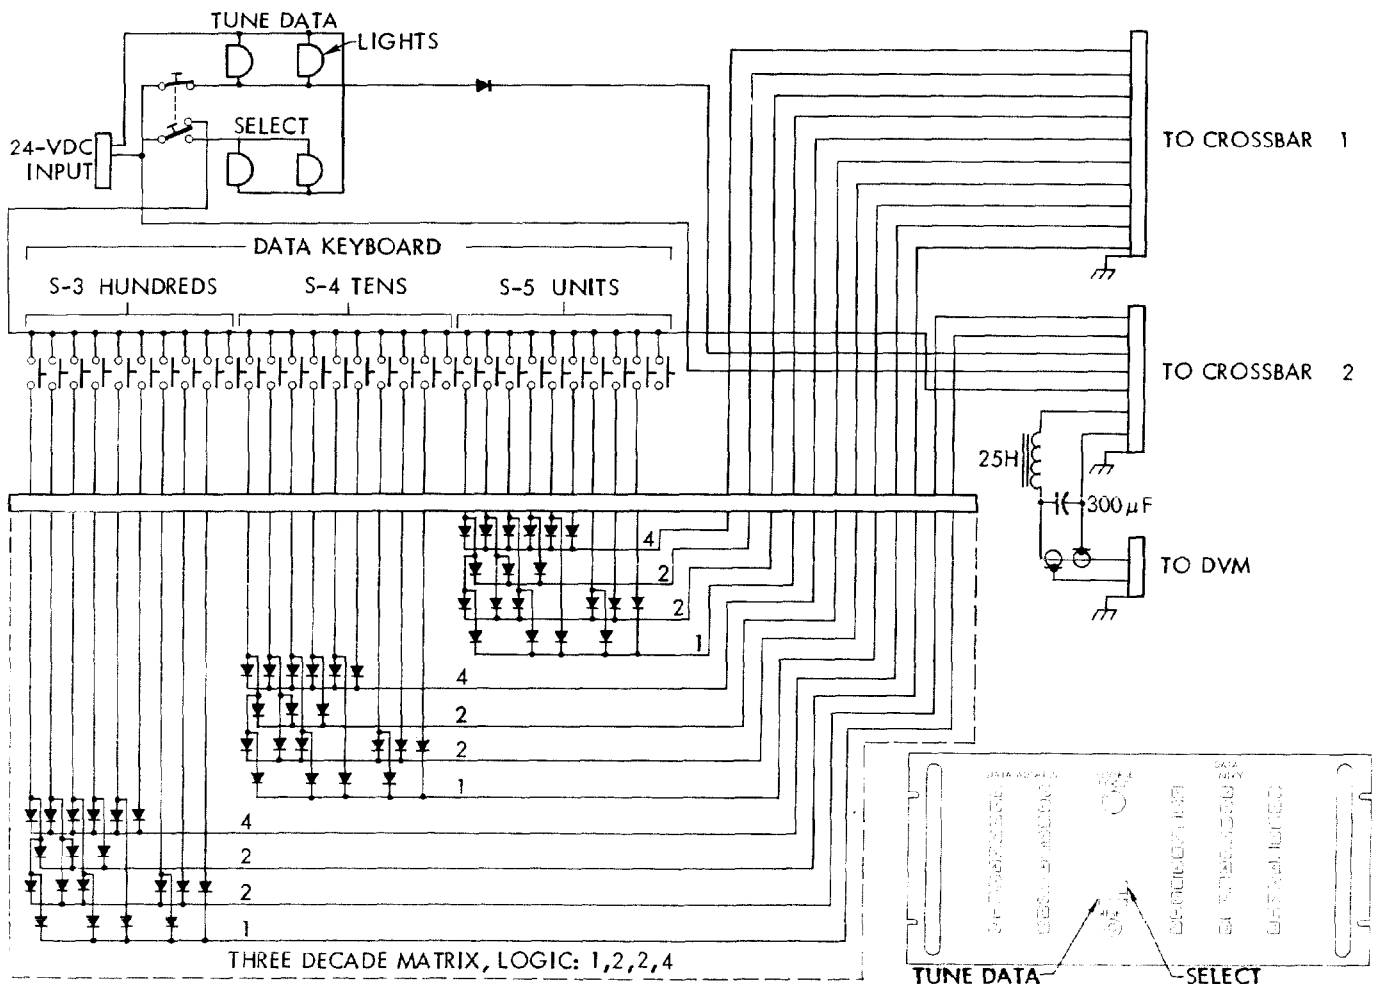 TUNE DATA
LIGHTS
SELECT
24-VDC
INPUT
TO CROSSBAR 1
DATA KEYBOARD
S-3 HUNDREDS
S-4 TENS
S-5 UNITS
TO CROSSBAR 2
25H
300 µF
TO DVM
4
2
2
1
4
2
2
1
4
2
2
1
THREE DECADE MATRIX, LOGIC: 1,2,2,4
DATA
TUNE DATA
SELECT